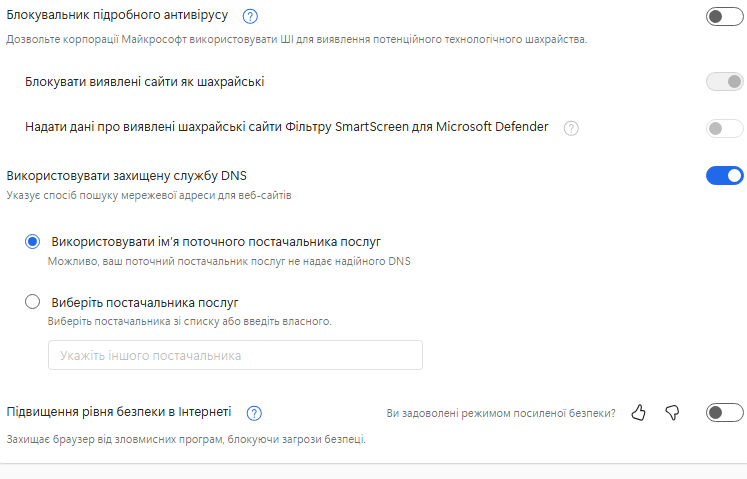 Блокувальник підробного антивірусу
Дозвольте корпорації Майкрософт використовувати ШІ для виявлення потенційного технологічного шахрайства.
Блокувати виявлені сайти як шахрайські
Надати дані про виявлені шахрайські сайти Фільтру SmartScreen для Microsoft Defender
Використовувати захищену службу DNS
Указує спосіб пошуку мережевої адреси для веб-сайтів
Використовувати ім’я поточного постачальника послуг
Можливо, ваш поточний постачальник послуг не надає надійного DNS
Виберіть постачальника послуг
Виберіть постачальника зі списку або введіть власного.
Укажіть іншого постачальника
Підвищення рівня безпеки в Інтернеті Ви задоволені режимом посиленої безпеки?
Захищає браузер від зловмисних програм, блокуючи загрози безпеці.